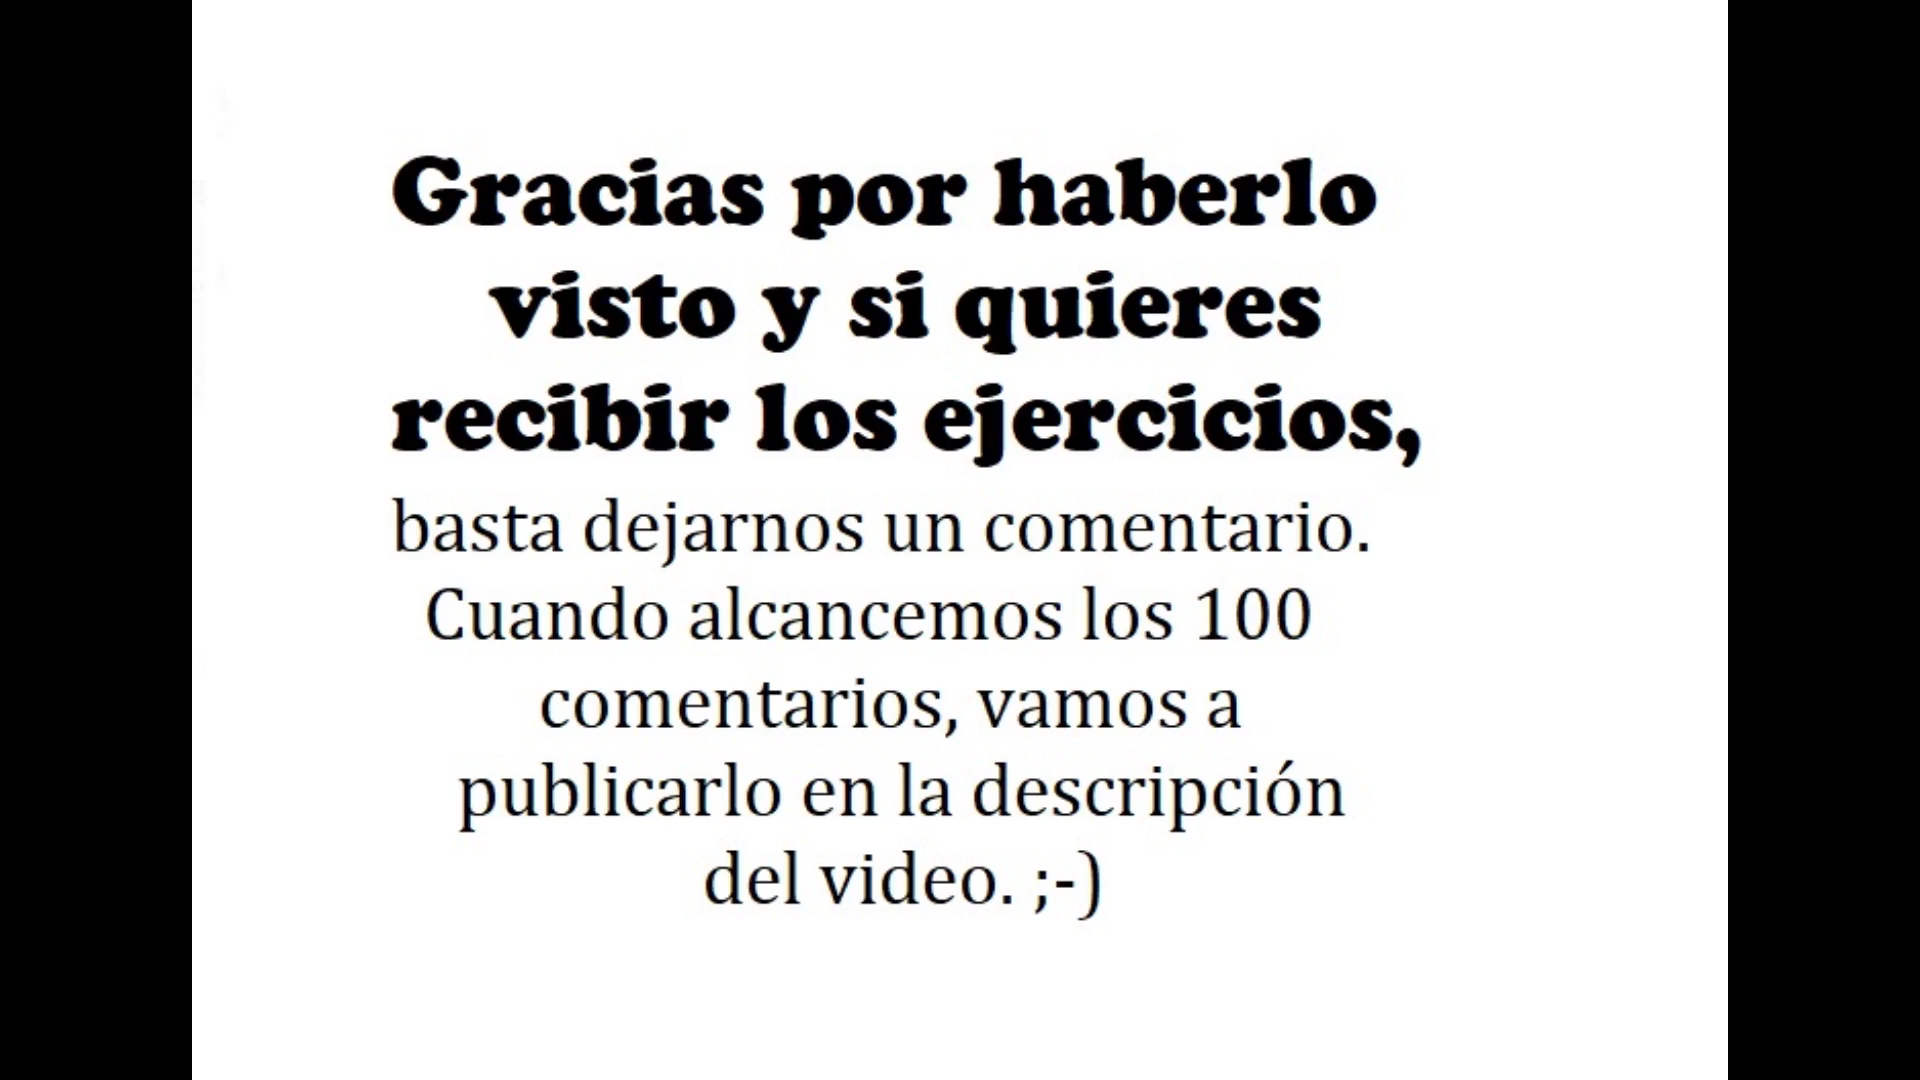 Gracias por haberlo
visto y si quieres
recibir los ejercicios,
basta dejarnos un comentario.
Cuando alcancemos los 100
comentarios, vamos a
publicarlo en la descripción
del video. ;-)